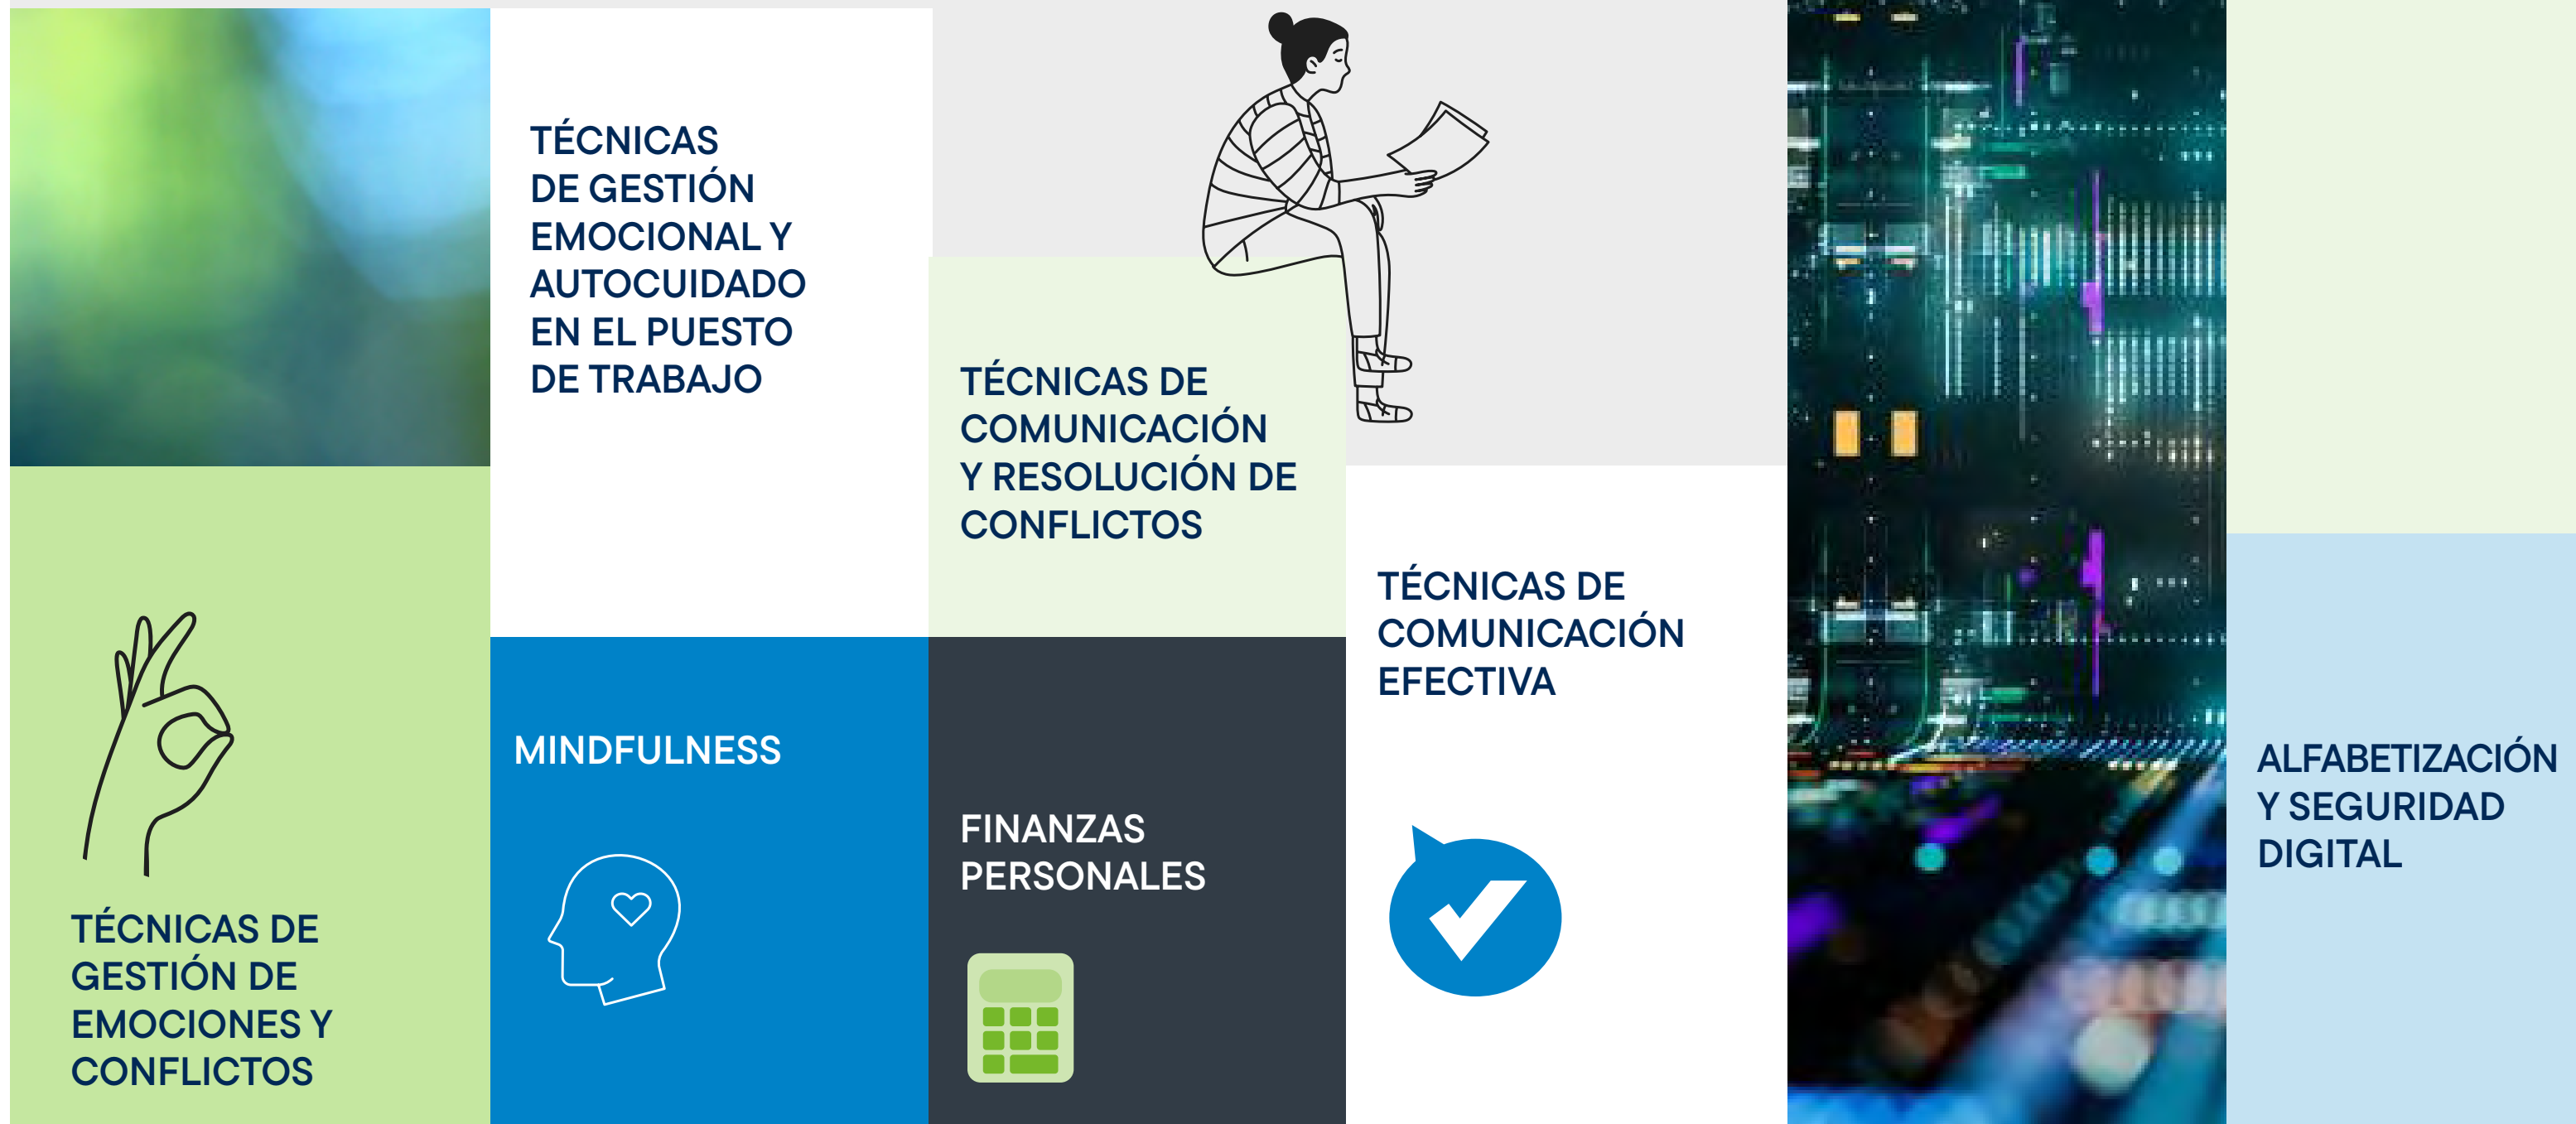 TÉCNICAS
DE GESTIÓN
EMOCIONAL Y
AUTOCUIDADO
EN EL PUESTO
DE TRABAJO
TÉCNICAS DE
COMUNICACIÓN
Y RESOLUCIÓN DE
CONFLICTOS
TÉCNICAS DE
COMUNICACIÓN
EFECTIVA
MINDFULNESS
FINANZAS
PERSONALES
ALFABETIZACIÓN
Y SEGURIDAD
DIGITAL
TÉCNICAS DE
GESTIÓN DE
EMOCIONES Y
CONFLICTOS